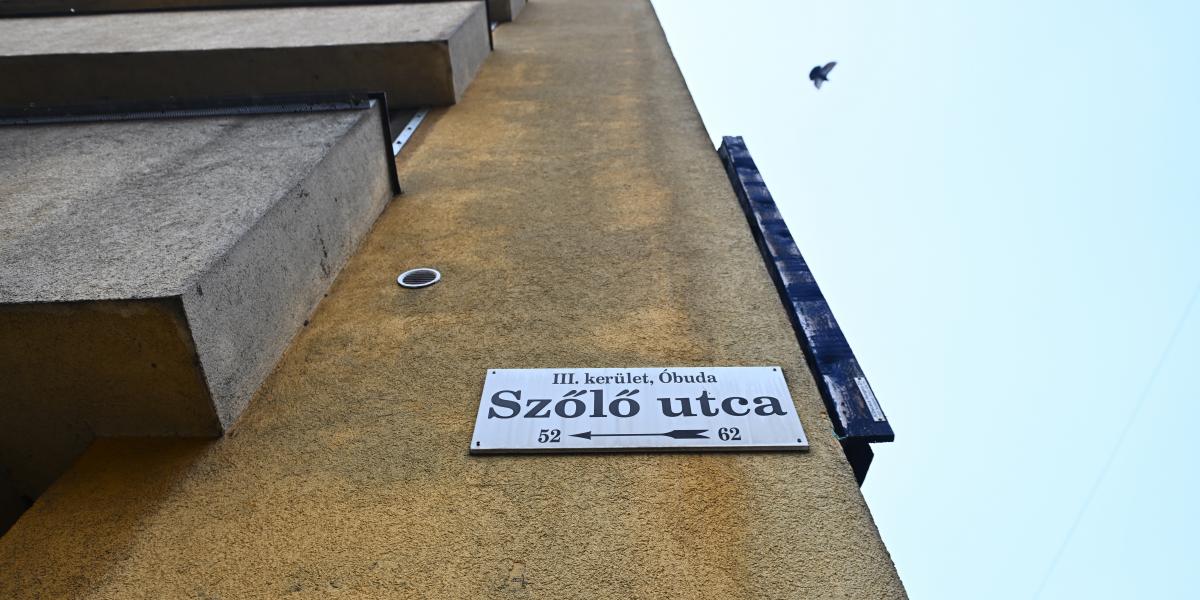 III. kerület, Óbuda
Szőlő utca
52 62